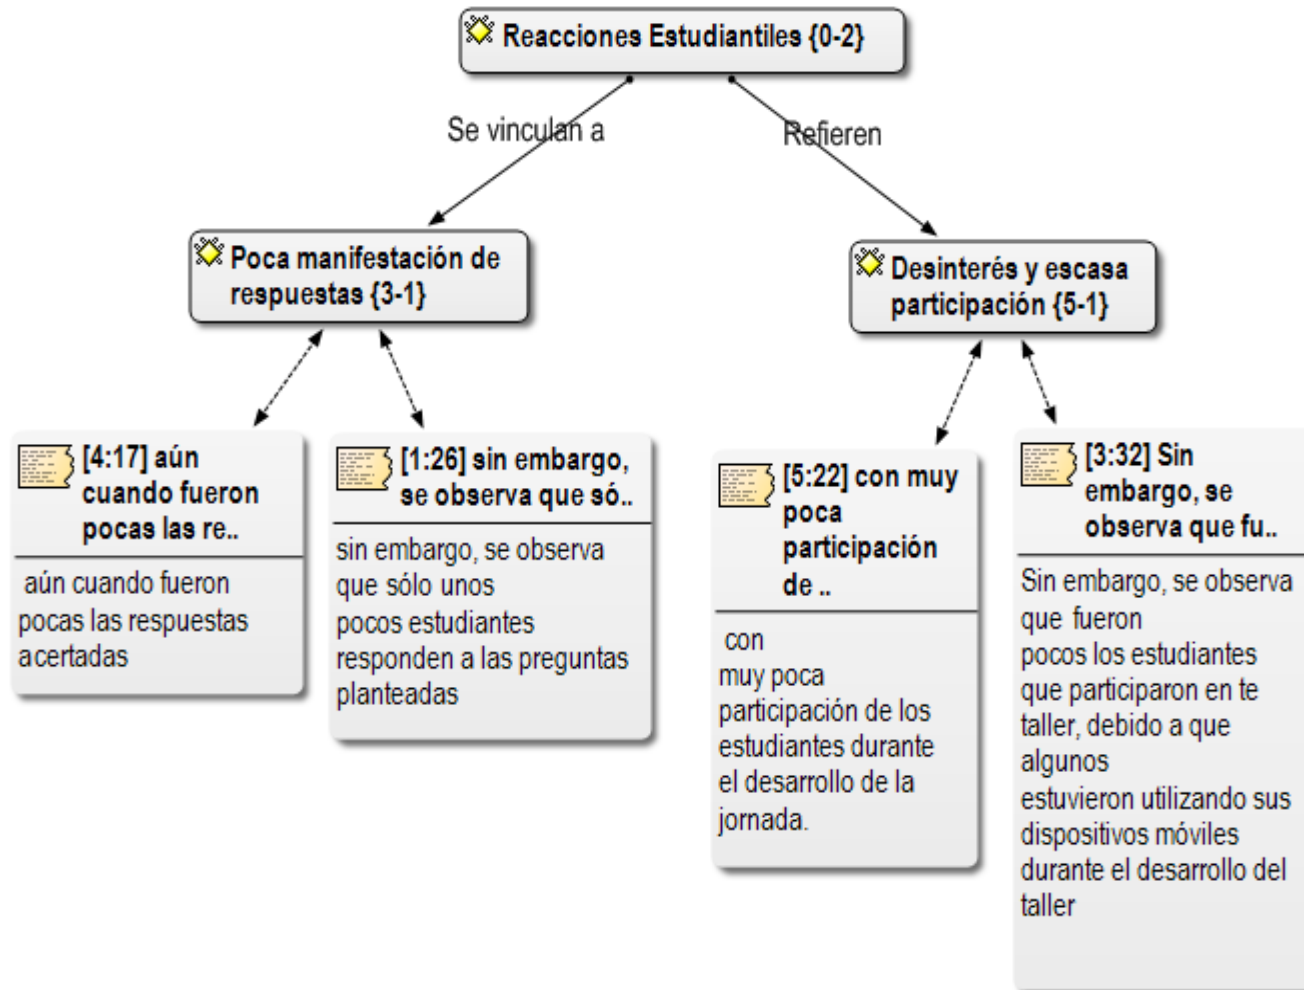 Reacciones Estudiantiles {0-2}
Se vinculan a
Refieren
Poca manifestación de
respuestas {3-1}
Desinterés y escasa
participación {5-1}
[4:17] aún
cuando fueron
pocas las re..
aún cuando fueron
pocas las respuestas
acertadas
[1:26] sin embargo,
se observa que só..
sin embargo, se observa
que sólo unos
pocos estudiantes
responden a las preguntas
planteadas
[5:22] con muy
poca
participación
de ..
con
muy poca
participación de los
estudiantes durante
el desarrollo de la
jornada.
[3:32] Sin
embargo, se
observa que fu..
Sin embargo, se observa
que fueron
pocos los estudiantes
que participaron en te
taller, debido a que
algunos
estuvieron utilizando sus
dispositivos móviles
durante el desarrollo del
taller